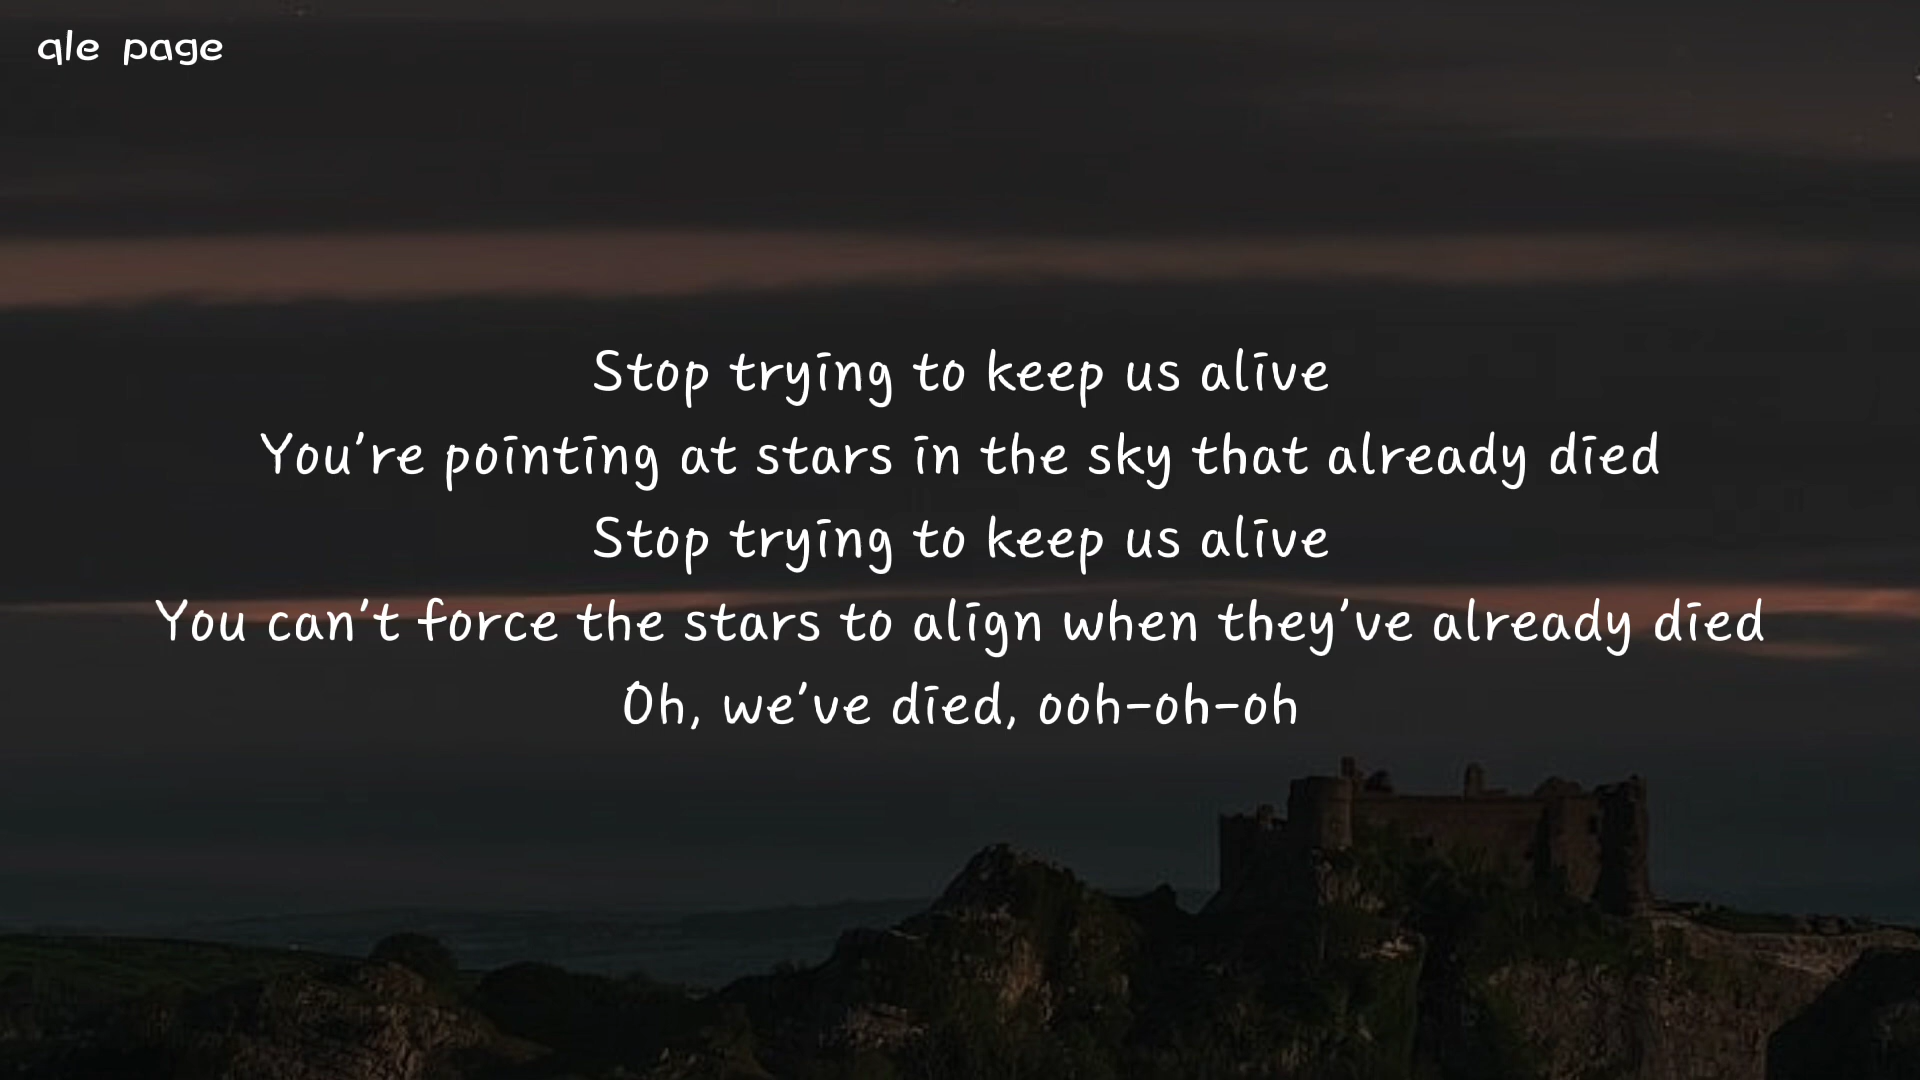 qle page
Stop trying to keep us alive
You're pointing at stars in the sky that already died
Stop trying to keep us alive
You can't force the stars to align when they've already died
Oh, we've died, ooh-oh-oh